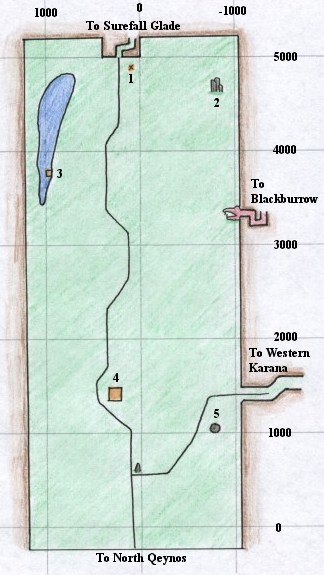 1000 0 -1000
To Surefall Glade
5000
1
2
4000
3
To
Blackburrow
3000
2000
To Western
Karana
4
1000
5
0
To North Qeynos